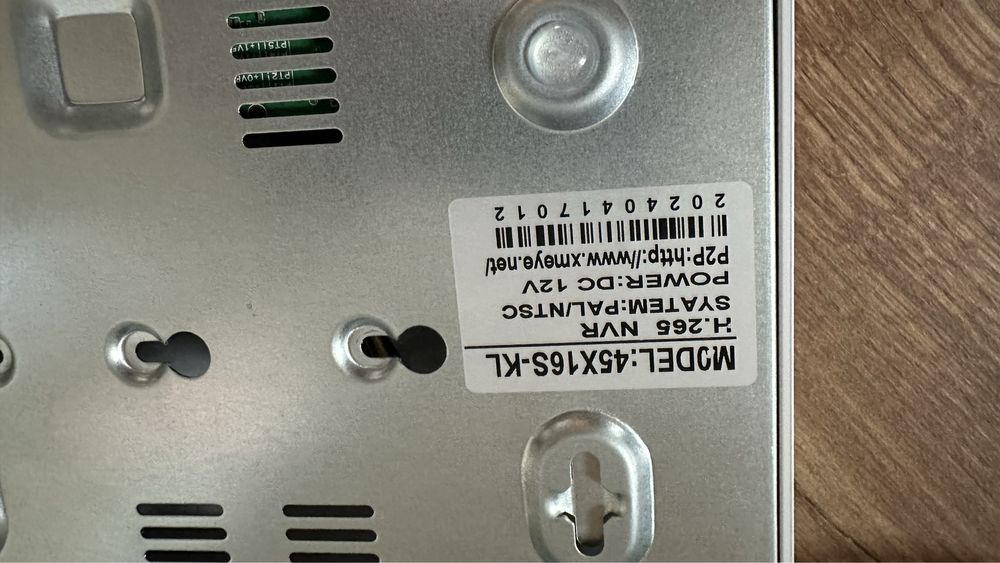 MODEL:45X16S-KL
H.265 NVR
SYATEM:PAL/NTSC
POWER:DC 12V
P2P:http://www.xmeye.net/
20240417012